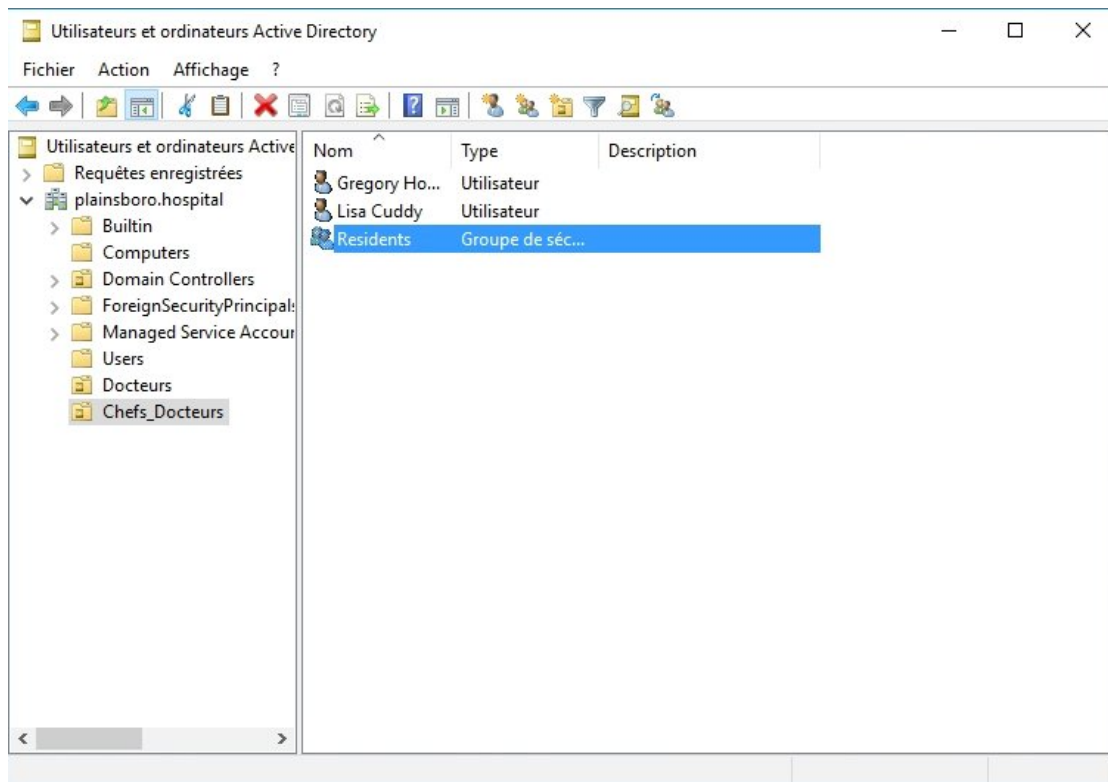 Utilisateurs et ordinateurs Active Directory
Fichier Action Affichage ?
Utilisateurs et ordinateurs Active
Requêtes enregistrées
plainsboro.hospital
Builtin
Computers
Domain Controllers
ForeignSecurityPrincipals
Managed Service Accour
Users
Docteurs
Chefs_Docteurs
Nom Type Description
Gregory Ho... Utilisateur
Lisa Cuddy Utilisateur
Residents Groupe de séc...